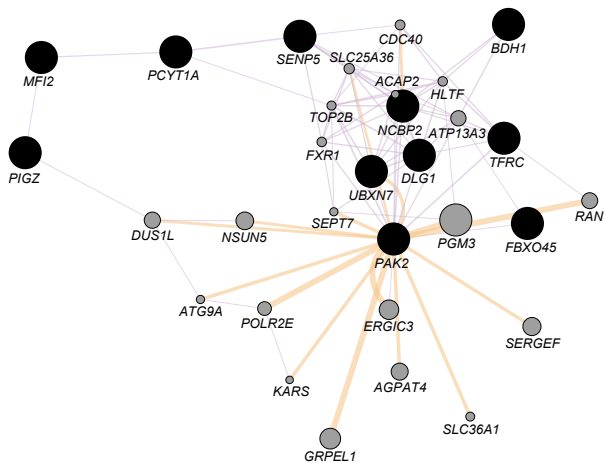 CDC40
BDH1
SENP5
SLC25A36
PCYT1A
MFI2
ACAP2
HLTF
TOP2B
NCBP2
ATP13A3
FXR1
TFRC
DLG1
PIGZ
UBXN7
RAN
SEPT7
PGM3
FBXO45
DUS1L
NSUN5
PAK2
ATG9A
POLR2E
ERGIC3
SERGEF
KARS
AGPAT4
SLC36A1
GRPEL1